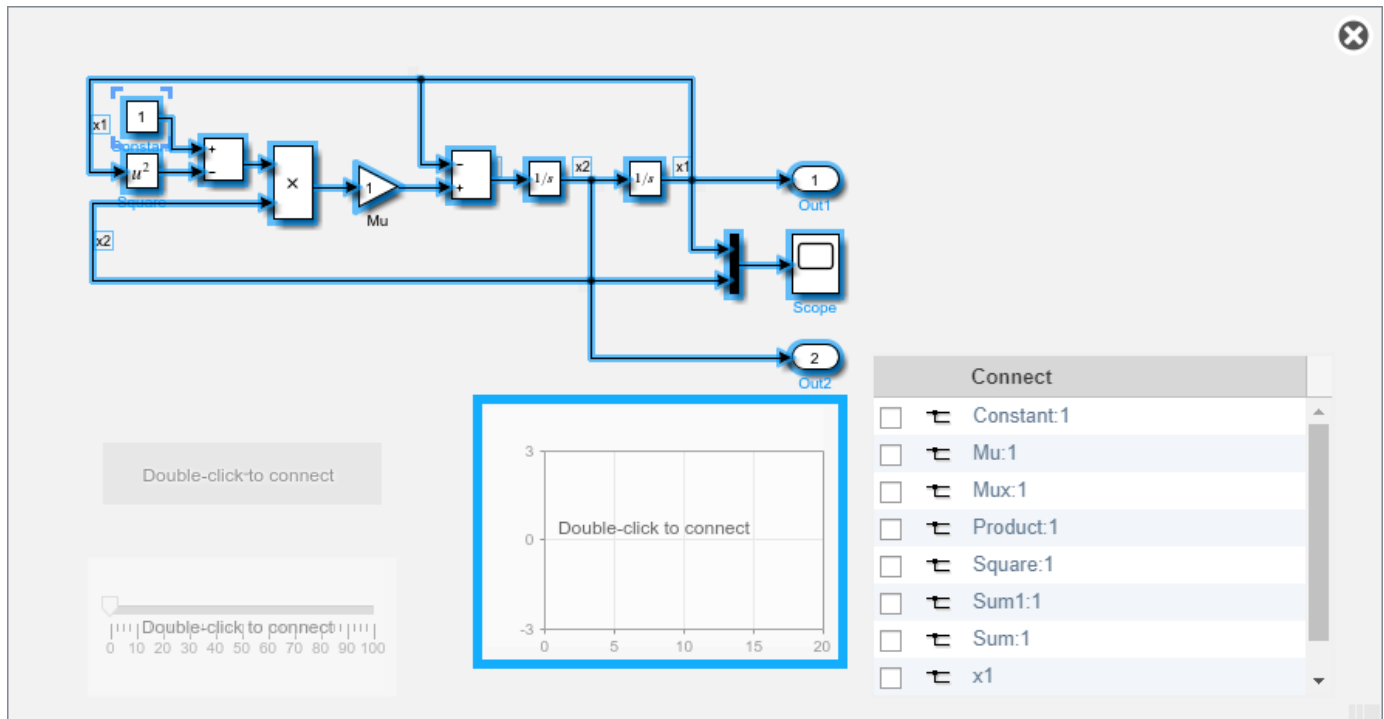 x1
1
Constant
+
u²
−
Square
×
1
Mu
−
+
1/s
x2
1/s
x1
1
Out1
x2
Scope
2
Out2
Connect
Constant:1
Mu:1
Mux:1
Product:1
Square:1
Sum1:1
Sum:1
x1
Double-click to connect
Double-click to connect
0 10 20 30 40 50 60 70 80 90 100
3
Double-click to connect
0
-3
0 5 10 15 20